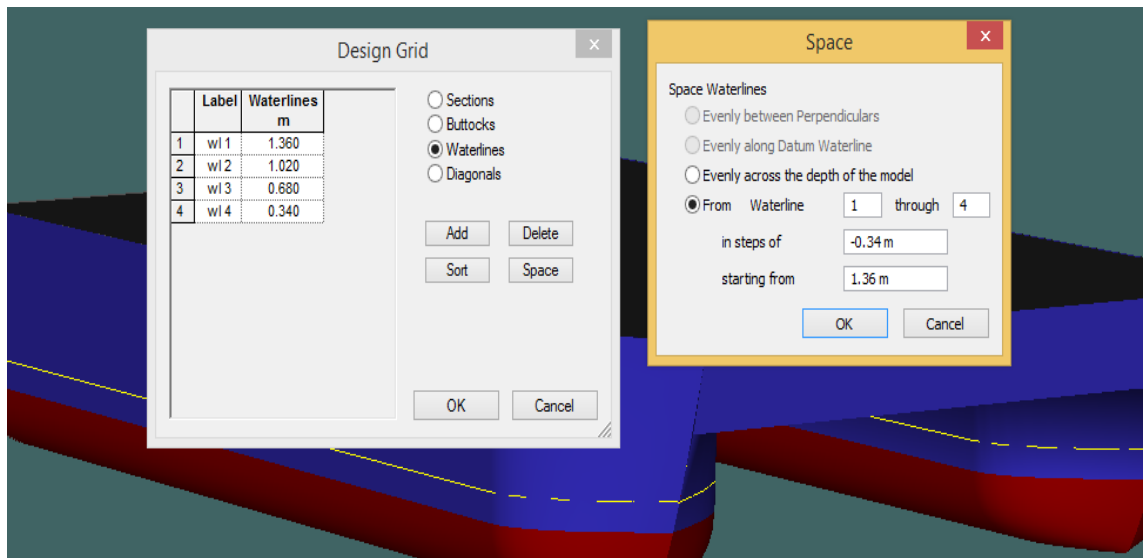 Design Grid
x
Label Waterlines
m
1 wl 1 1.360
2 wl 2 1.020
3 wl 3 0.680
4 wl 4 0.340
Sections
Buttocks
Waterlines
Diagonals
Add Delete
Sort Space
OK Cancel
Space
x
Space Waterlines
Evenly between Perpendiculars
Evenly along Datum Waterline
Evenly across the depth of the model
From Waterline 1 through 4
in steps of -0.34 m
starting from 1.36 m
OK Cancel